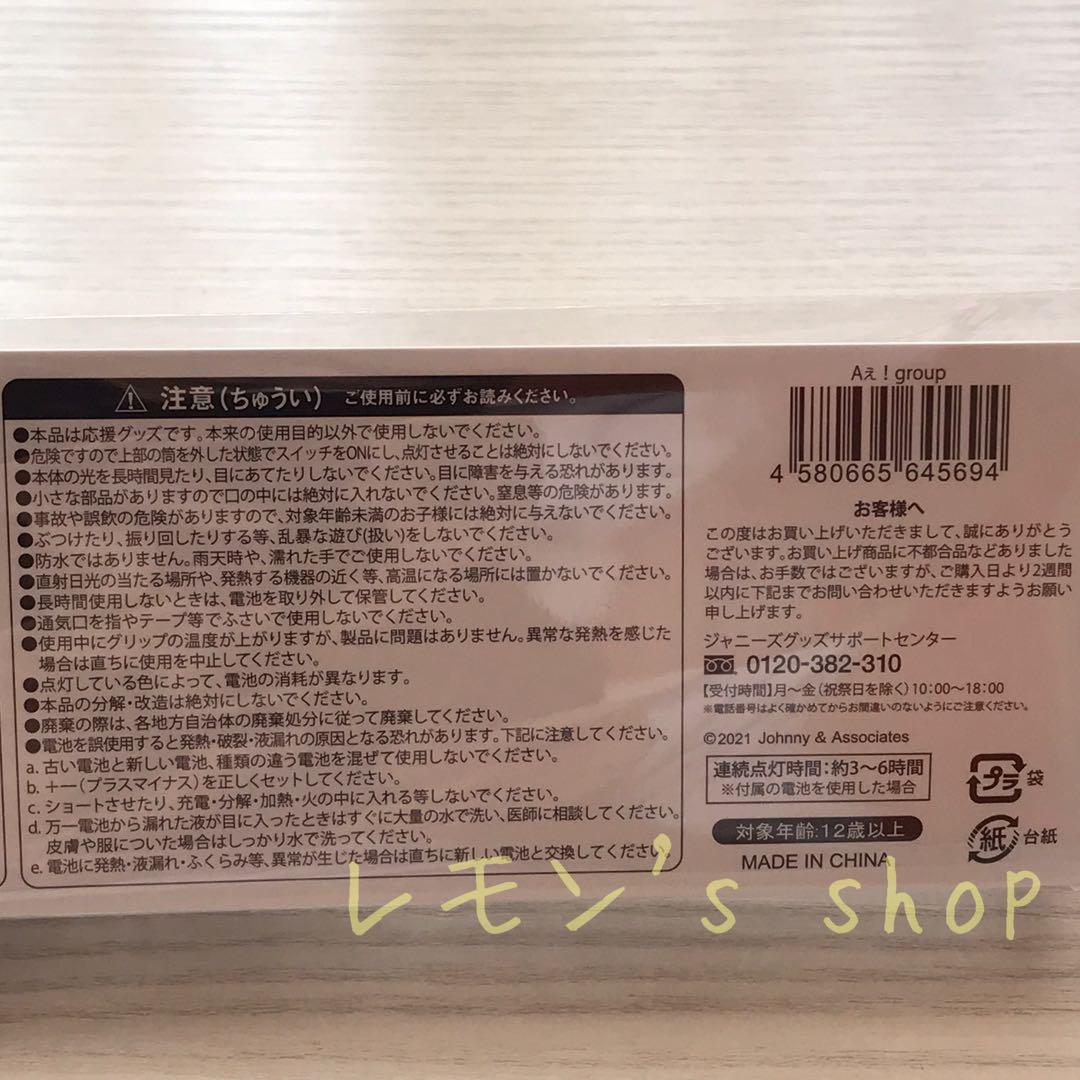 ⚠ 注意(ちゅうい) ご使用前に必ずお読みください。
●本品は応援グッズです。本来の使用目的以外で使用しないでください。
●危険ですので上部の筒を外した状態でスイッチをONにし、点灯させることは絶対にしないでください。
●本体の光を長時間見たり、目にあてたりしないでください。目に障害を与える恐れがあります。
●小さな部品がありますので口の中には絶対に入れないでください。窒息等の危険があります。
●事故や誤飲の危険がありますので、対象年齢未満のお子様には絶対に与えないでください。
●ぶつけたり、振り回したりする等、乱暴な遊び(扱い)をしないでください。
●防水ではありません。雨天時や、濡れた手でご使用しないでください。
●直射日光の当たる場所や、発熱する機器の近く等、高温になる場所には置かないでください。
●長時間使用しないときは、電池を取り外して保管してください。
●通気口を指やテープ等でふさいで使用しないでください。
●使用中にグリップの温度が上がりますが、製品に問題はありません。異常な発熱を感じた
場合は直ちに使用を中止してください。
●点灯している色によって、電池の消耗が異なります。
●本品の分解・改造は絶対にしないでください。
●廃棄の際は、各地方自治体の廃棄処分に従って廃棄してください。
●電池を誤使用すると発熱・破裂・液漏れの原因となる恐れがあります。下記に注意してください。
a. 古い電池と新しい電池、種類の違う電池を混ぜて使用しないでください。
b. +−(プラスマイナス)を正しくセットしてください。
c. ショートさせたり、充電・分解・加熱・火の中に入れる等しないでください。
d. 万一電池から漏れた液が目に入ったときはすぐに大量の水で洗い、医師に相談してください。
皮膚や服についた場合はしっかり水で洗ってください。
e. 電池に発熱・液漏れ・ふくらみ等、異常が生じた場合は直ちに新しい電池と交換してください
Aぇ！group
4 580665 645694
お客様へ
この度はお買い上げいただきまして、誠にありがとう
ございます。お買い上げ商品に不都合品などありました
場合は、お手数ではございますが、ご購入日より2週間
以内に下記までお問い合わせいただきますようお願い
申し上げます。
ジャニーズグッズサポートセンター
0120-382-310
【受付時間】月〜金(祝祭日を除く)10:00〜18:00
※電話番号はよく確かめてからお間違いのないようにご注意ください。
©2021 Johnny & Associates
連続点灯時間：約3〜6時間
※付属の電池を使用した場合
対象年齢：12歳以上
MADE IN CHINA
プラ 袋
紙 台紙
レモン's shop